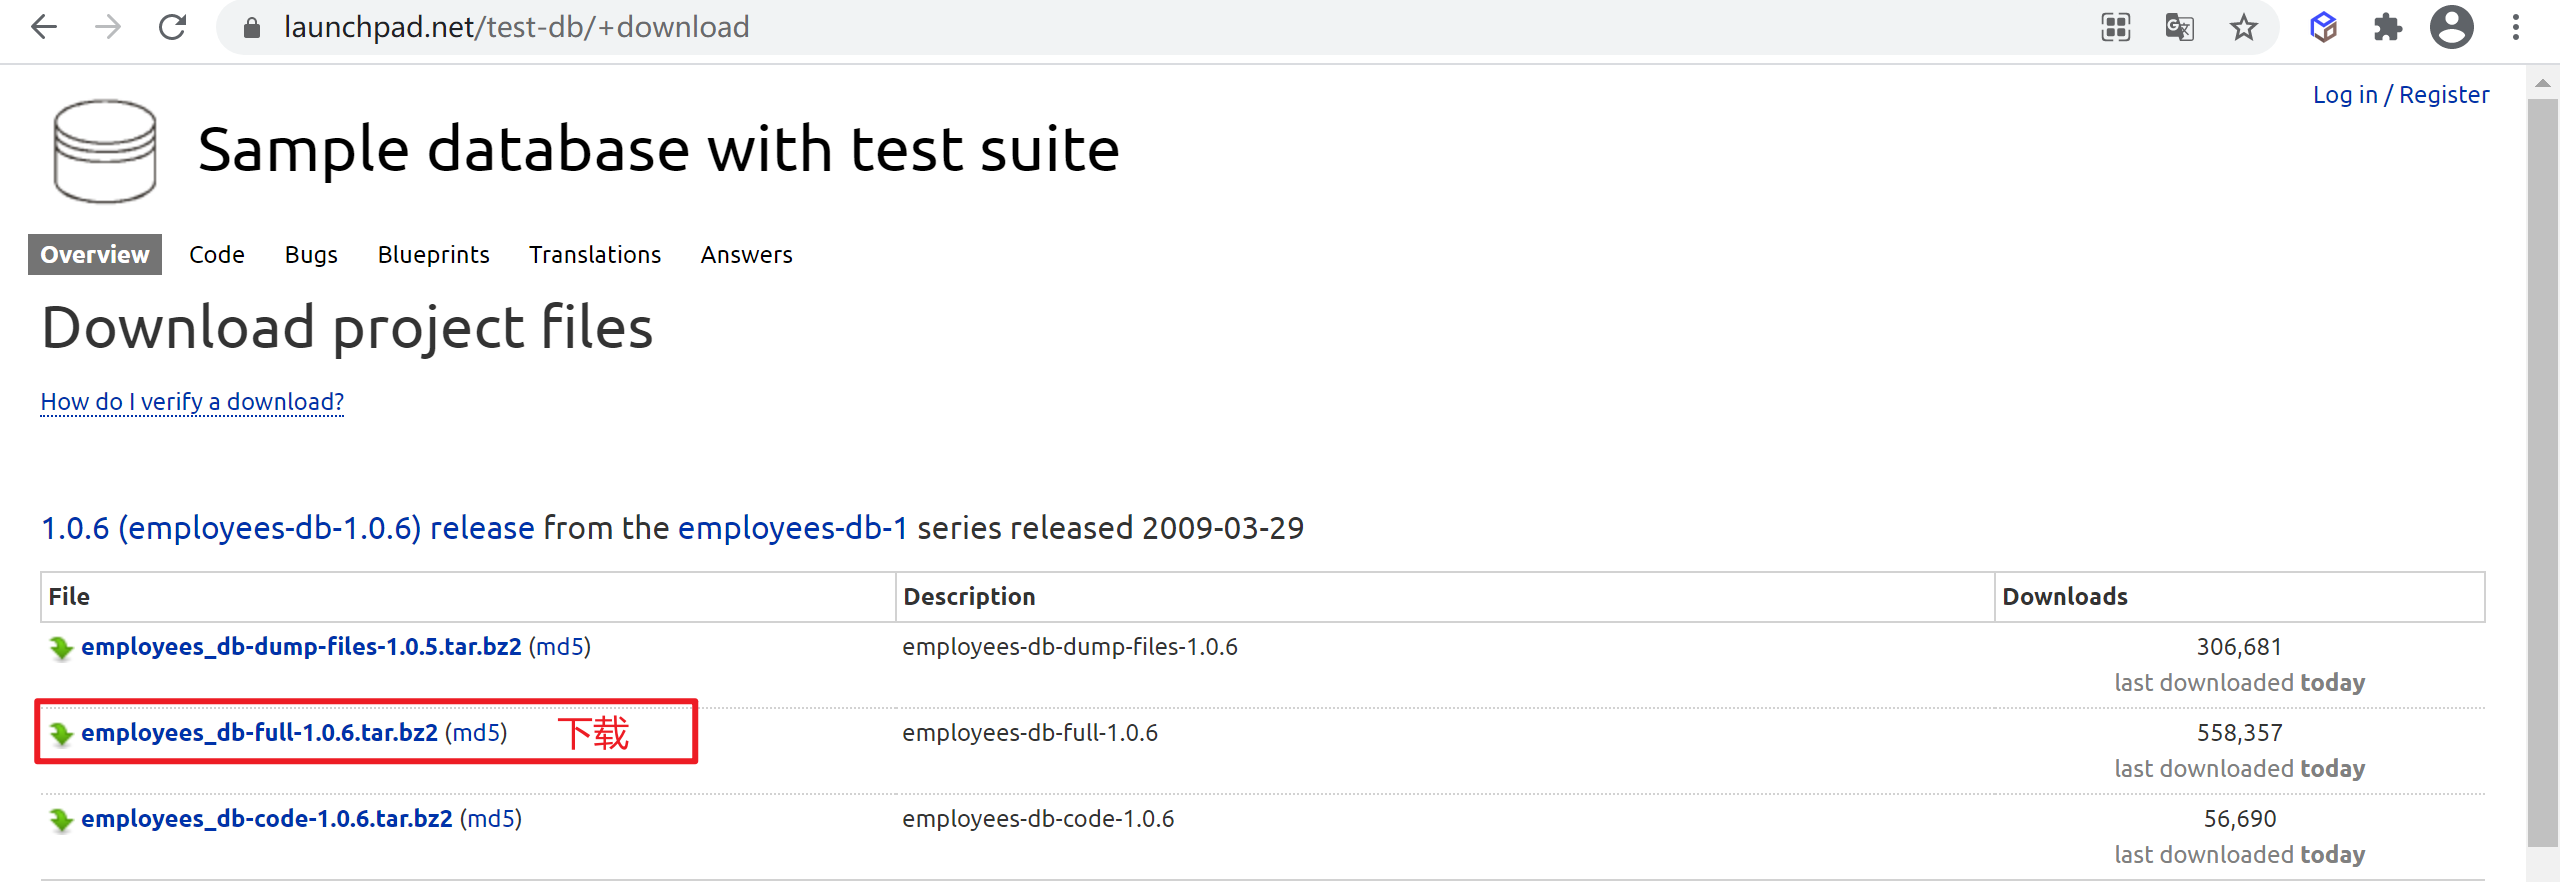 launchpad.net/test-db/+download
Log in / Register
Sample database with test suite
Overview Code Bugs Blueprints Translations Answers
Download project files
How do I verify a download?
1.0.6 (employees-db-1.0.6) release from the employees-db-1 series released 2009-03-29
File Description Downloads
employees_db-dump-files-1.0.5.tar.bz2 (md5) employees-db-dump-files-1.0.6 306,681
last downloaded today
employees_db-full-1.0.6.tar.bz2 (md5) 下载 employees-db-full-1.0.6 558,357
last downloaded today
employees_db-code-1.0.6.tar.bz2 (md5) employees-db-code-1.0.6 56,690
last downloaded today